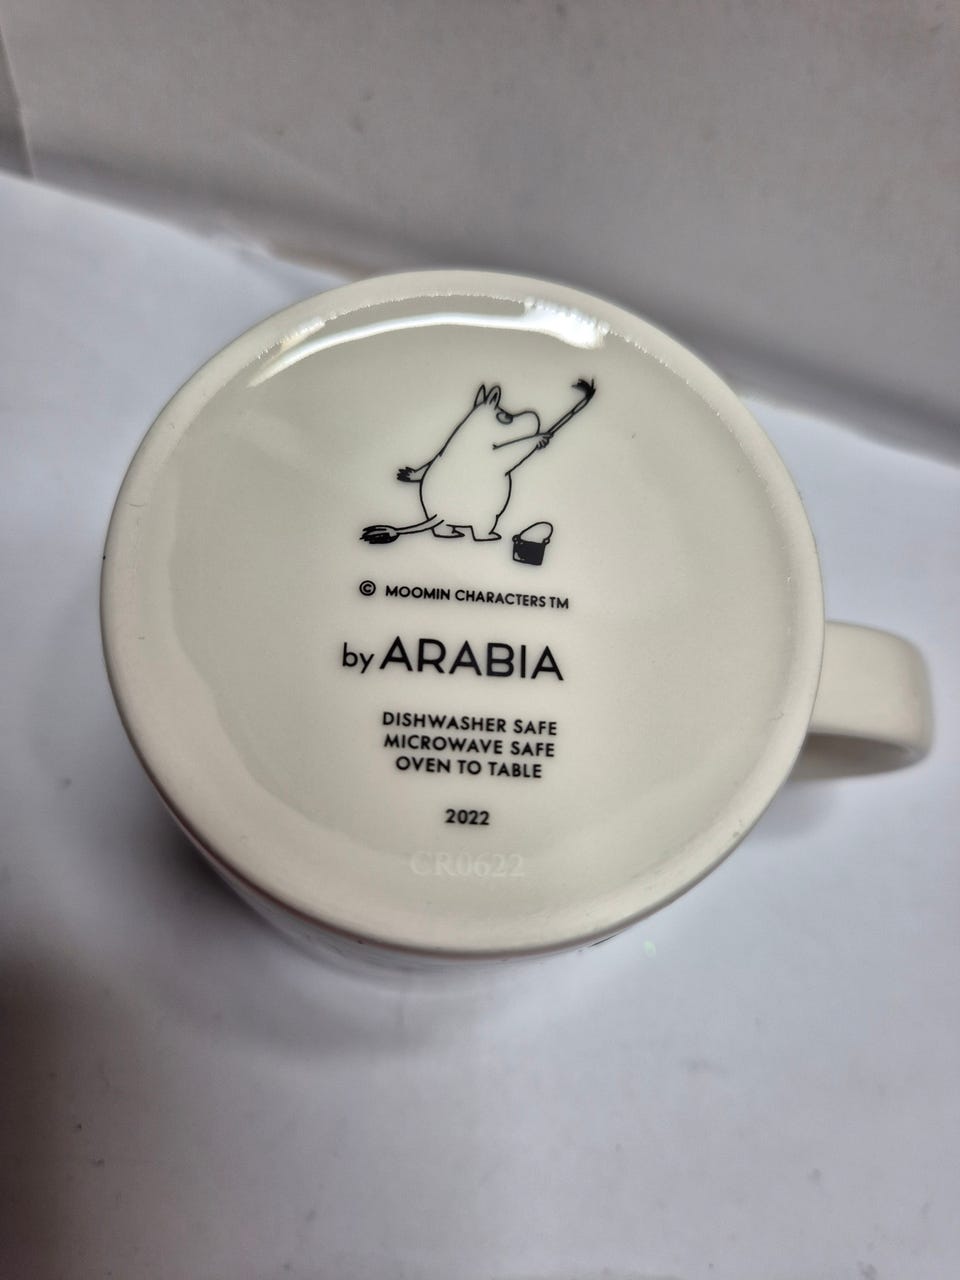 © MOOMIN CHARACTERS TM
by ARABIA
DISHWASHER SAFE
MICROWAVE SAFE
OVEN TO TABLE
2022
CR0622